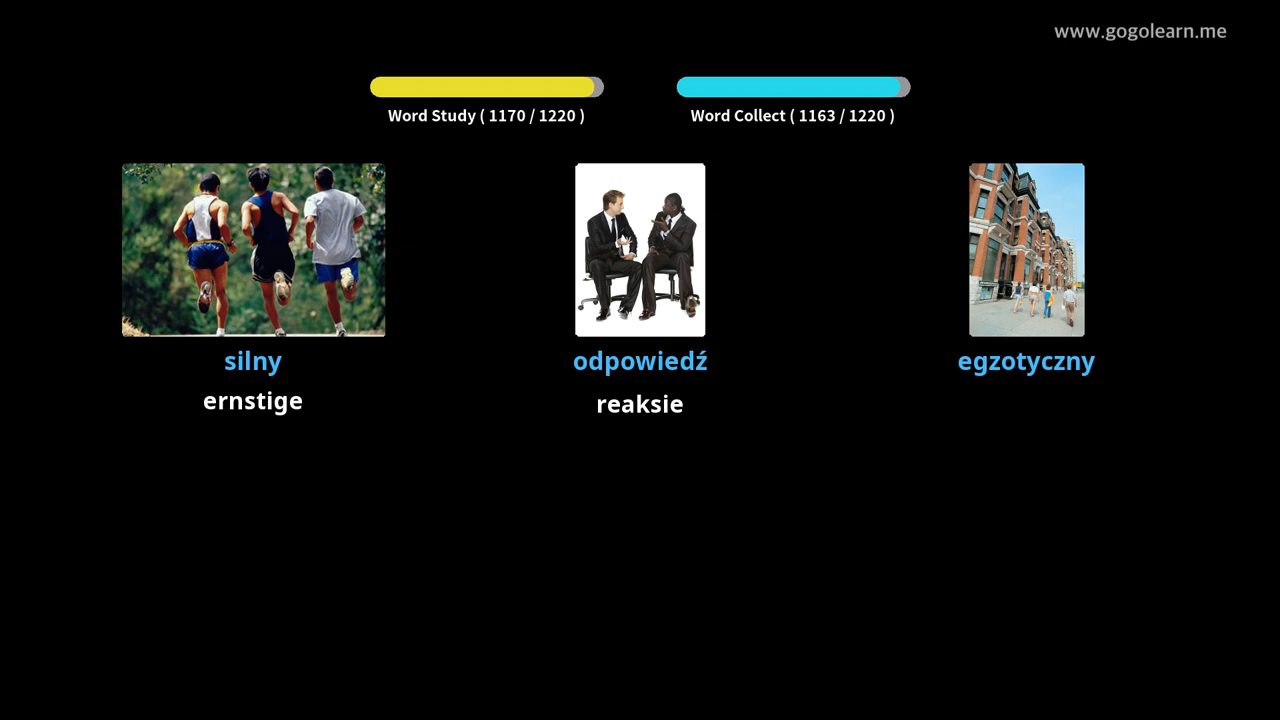 www.gogolearn.me
Word Study ( 1170 / 1220 )
Word Collect ( 1163 / 1220 )
silny
odpowiedź
egzotyczny
ernstige
reaksie